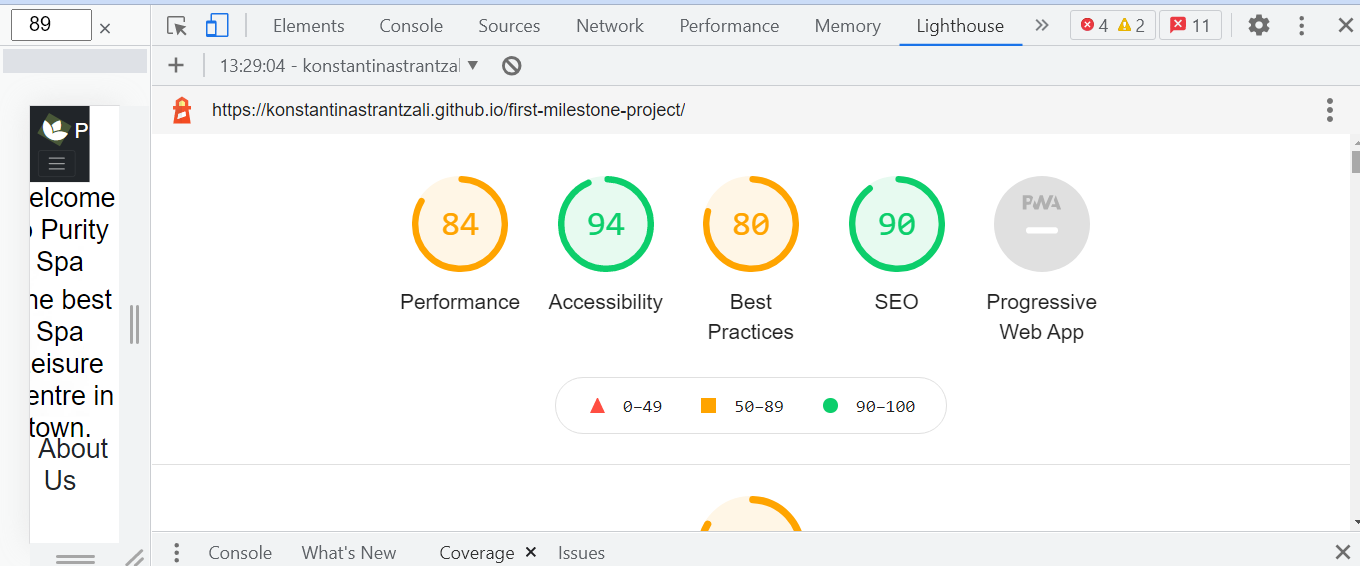 89 ×
Elements Console Sources Network Performance Memory Lighthouse » 4 2 11
13:29:04 - konstantinastrantzal
https://konstantinastrantzali.github.io/first-milestone-project/
P
elcome
Purity
Spa
he best
Spa
eisure
entre in
town.
About
Us
84 94 80 90 PWA
Performance Accessibility Best Practices SEO Progressive Web App
0–49 50–89 90–100
Console What's New Coverage × Issues